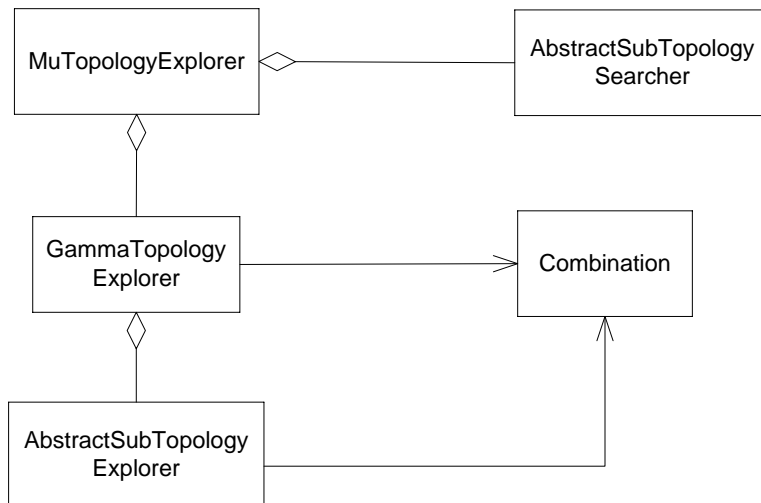 MuTopologyExplorer
AbstractSubTopology
Searcher
GammaTopology
Explorer
Combination
AbstractSubTopology
Explorer